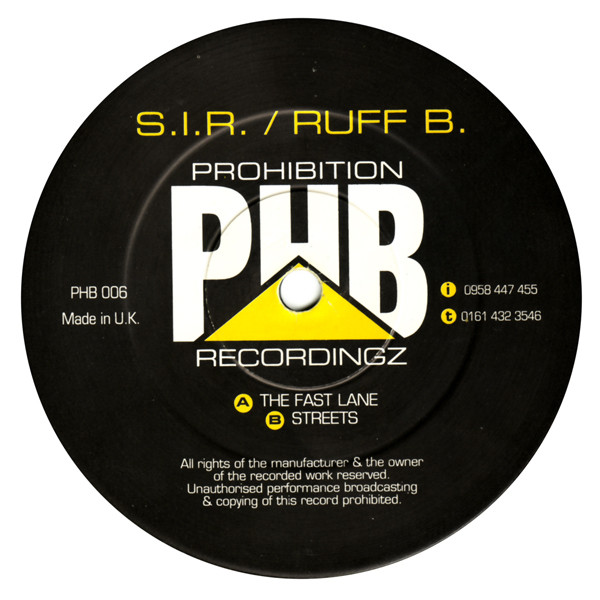 S.I.R. / RUFF B.
PROHIBITION
PHB
PHB 006
Made in U.K.
i 0958 447 455
t 0161 432 3546
RECORDINGZ
A THE FAST LANE
B STREETS
All rights of the manufacturer & the owner
of the recorded work reserved.
Unauthorised performance broadcasting
& copying of this record prohibited.